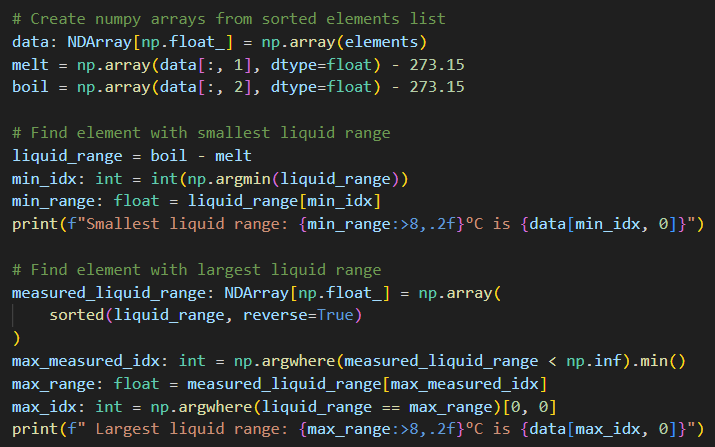 # Create numpy arrays from sorted elements list
data: NDArray[np.float_] = np.array(elements)
melt = np.array(data[:, 1], dtype=float) - 273.15
boil = np.array(data[:, 2], dtype=float) - 273.15

# Find element with smallest liquid range
liquid_range = boil - melt
min_idx: int = int(np.argmin(liquid_range))
min_range: float = liquid_range[min_idx]
print(f"Smallest liquid range: {min_range:>8,.2f}°C is {data[min_idx, 0]}")

# Find element with largest liquid range
measured_liquid_range: NDArray[np.float_] = np.array(
    sorted(liquid_range, reverse=True)
)
max_measured_idx: int = np.argwhere(measured_liquid_range < np.inf).min()
max_range: float = measured_liquid_range[max_measured_idx]
max_idx: int = np.argwhere(liquid_range == max_range)[0, 0]
print(f" Largest liquid range: {max_range:>8,.2f}°C is {data[max_idx, 0]}")